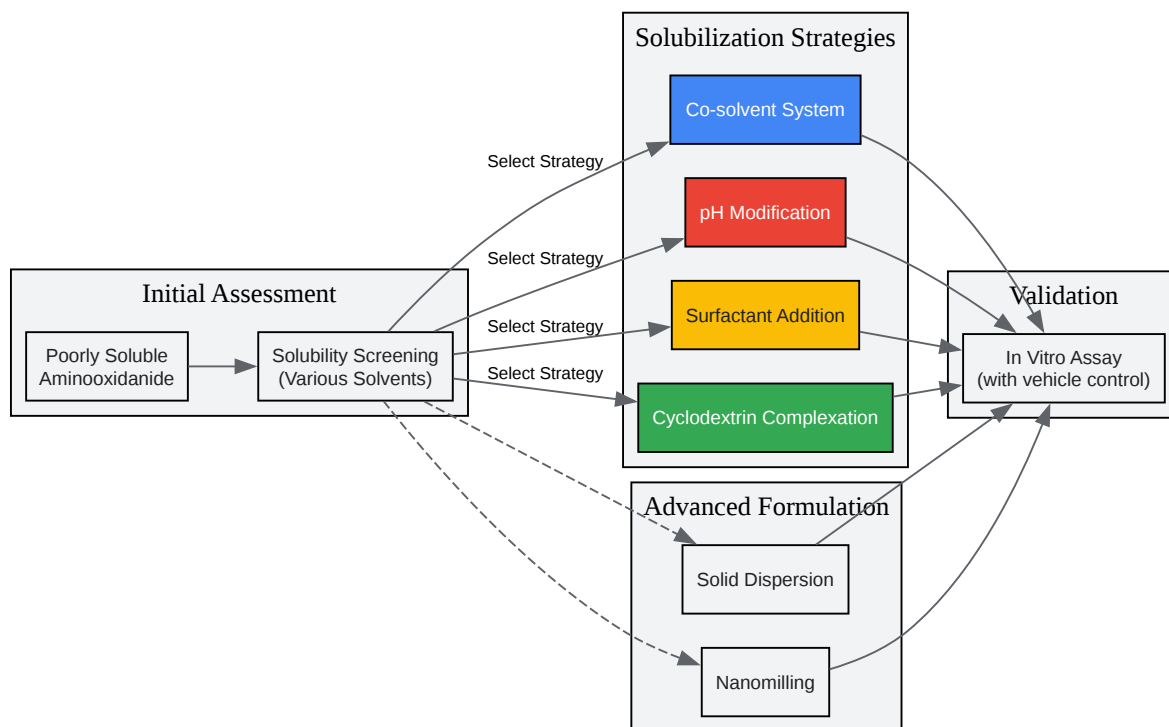 Solubilization Strategies
Co-solvent System
Select Strategy
pH Modification
Select Strategy
Initial Assessment
Validation
Surfactant Addition
Select Strategy
Poorly Soluble
Aminooxidanide
Solubility Screening
(Various Solvents)
In Vitro Assay
(with vehicle control)
Select Strategy
Cyclodextrin Complexation
Advanced Formulation
Solid Dispersion
Nanomilling